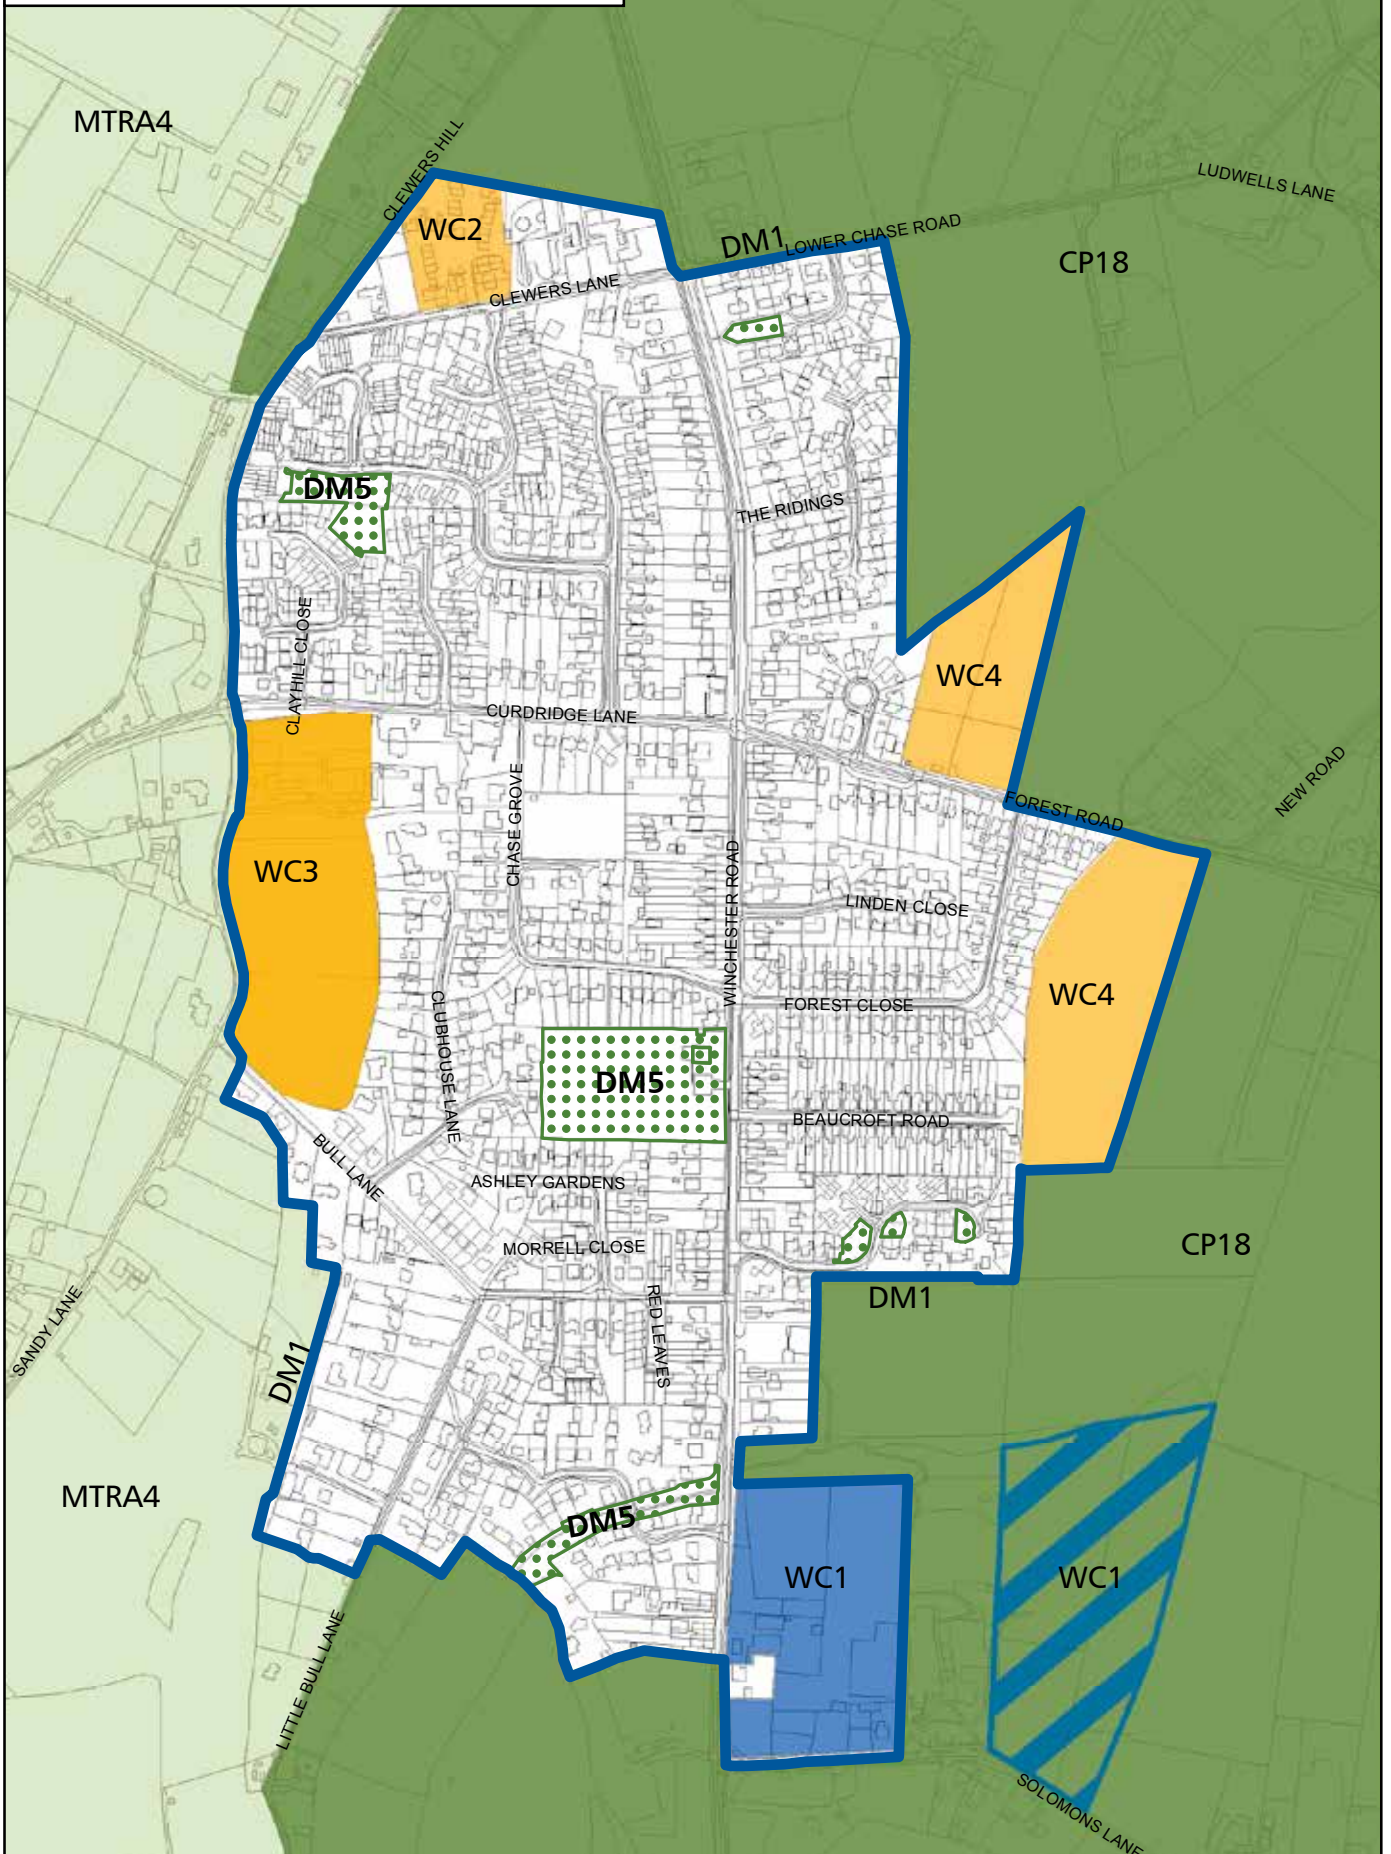 MTRA4
CLEWERS HILL
LUDWELLS LANE
WC2
DM1
LOWER CHASE ROAD
CP18
CLEWERS LANE
DM5
THE RIDINGS
CLAYHILL CLOSE
WC4
CURDRIDGE LANE
NEW ROAD
FOREST ROAD
CHASE GROVE
WC3
WINCHESTER ROAD
LINDEN CLOSE
WC4
FOREST CLOSE
CLUBHOUSE LANE
DM5
BEAUCROFT ROAD
BULL LANE
ASHLEY GARDENS
MORRELL CLOSE
CP18
SANDY LANE
RED LEAVES
DM1
DM1
MTRA4
DM5
WC1
WC1
LITTLE BULL LANE
SOLOMONS LANE